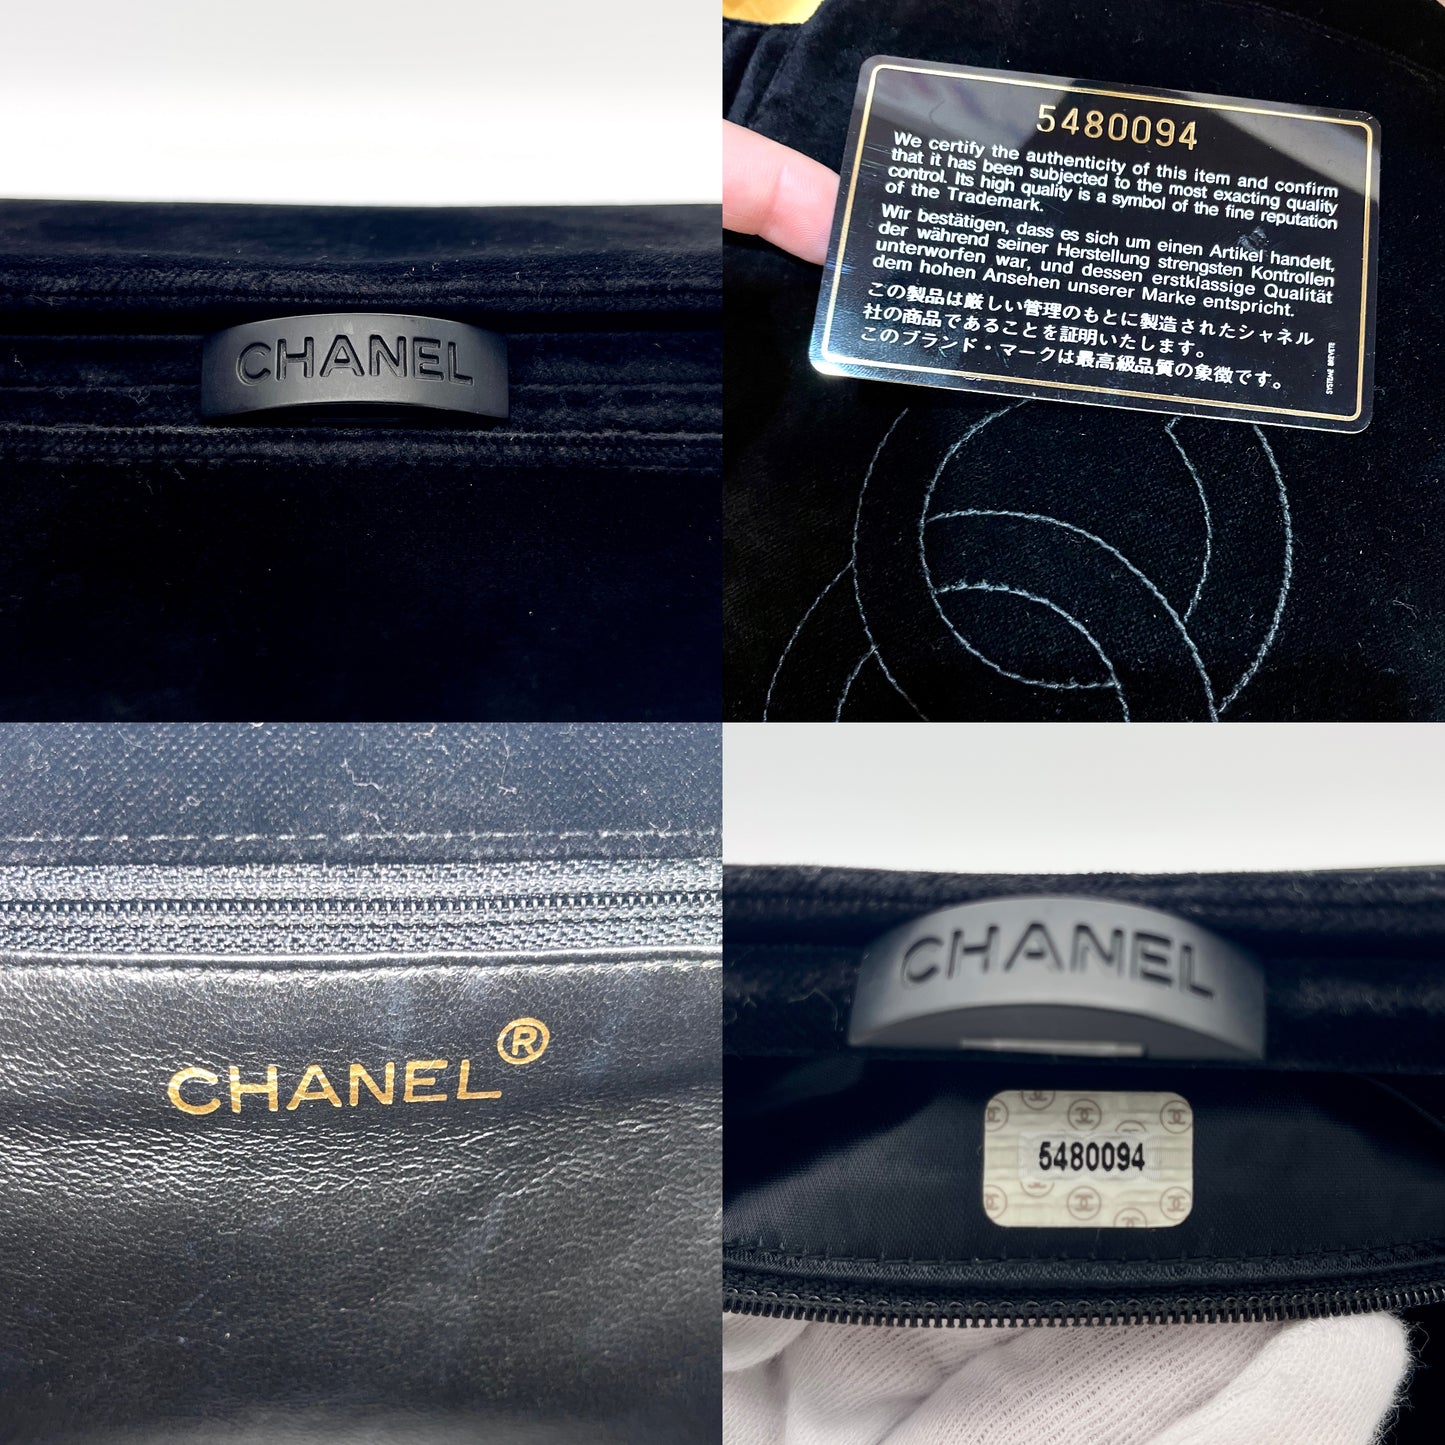 CHANEL
5480094
We certify the authenticity of this item and confirm
that it has been subjected to the most exacting quality
control. Its high quality is a symbol of the fine reputation
of the Trademark.
Wir bestätigen, dass es sich um einen Artikel handelt,
der während seiner Herstellung strengsten Kontrollen
unterworfen war, und dessen erstklassige Qualität
dem hohen Ansehen unserer Marke entspricht.
この製品は厳しい管理のもとに製造されたシャネル
社の商品であることを証明いたします。
このブランド・マークは最高級品質の象徴です。
SYSTEME BREVETE
CHANEL®
CHANEL
5480094